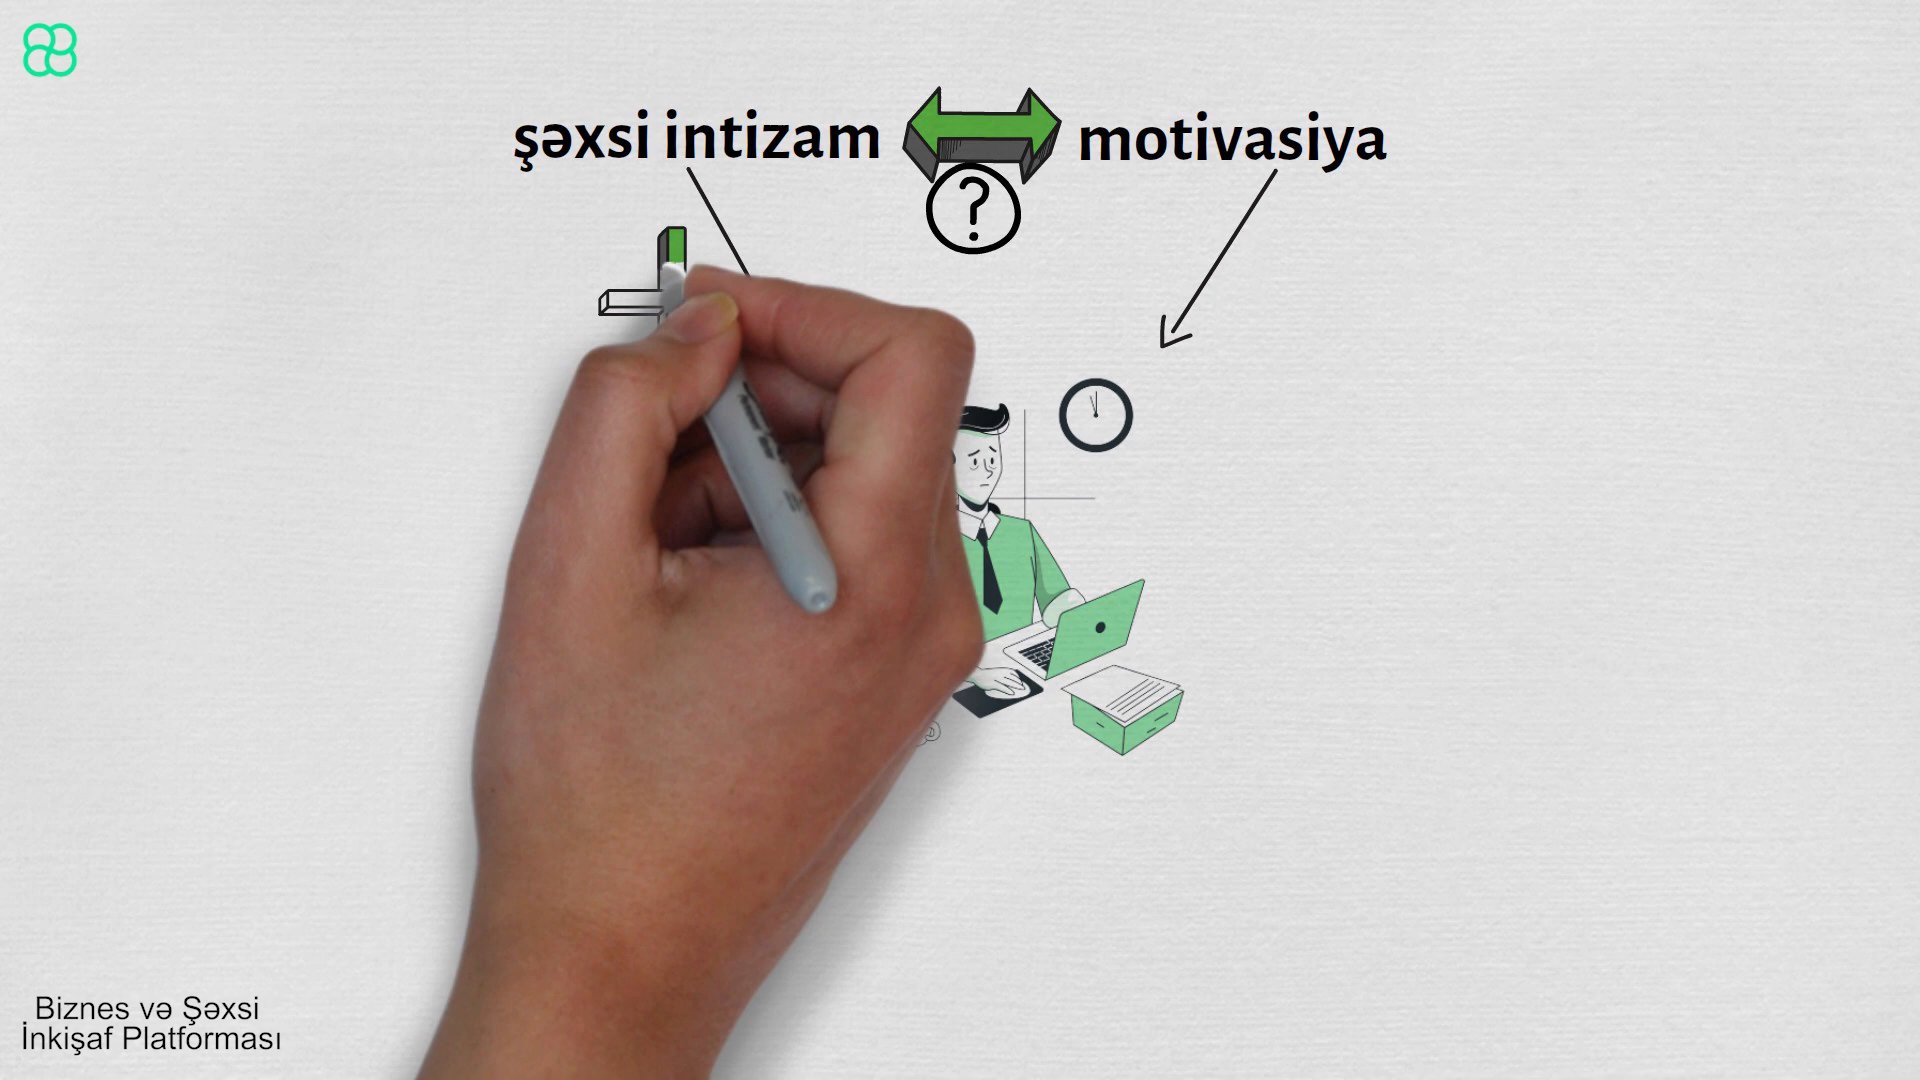 şəxsi intizam motivasiya
?
Biznes və Şəxsi
İnkişaf Platforması